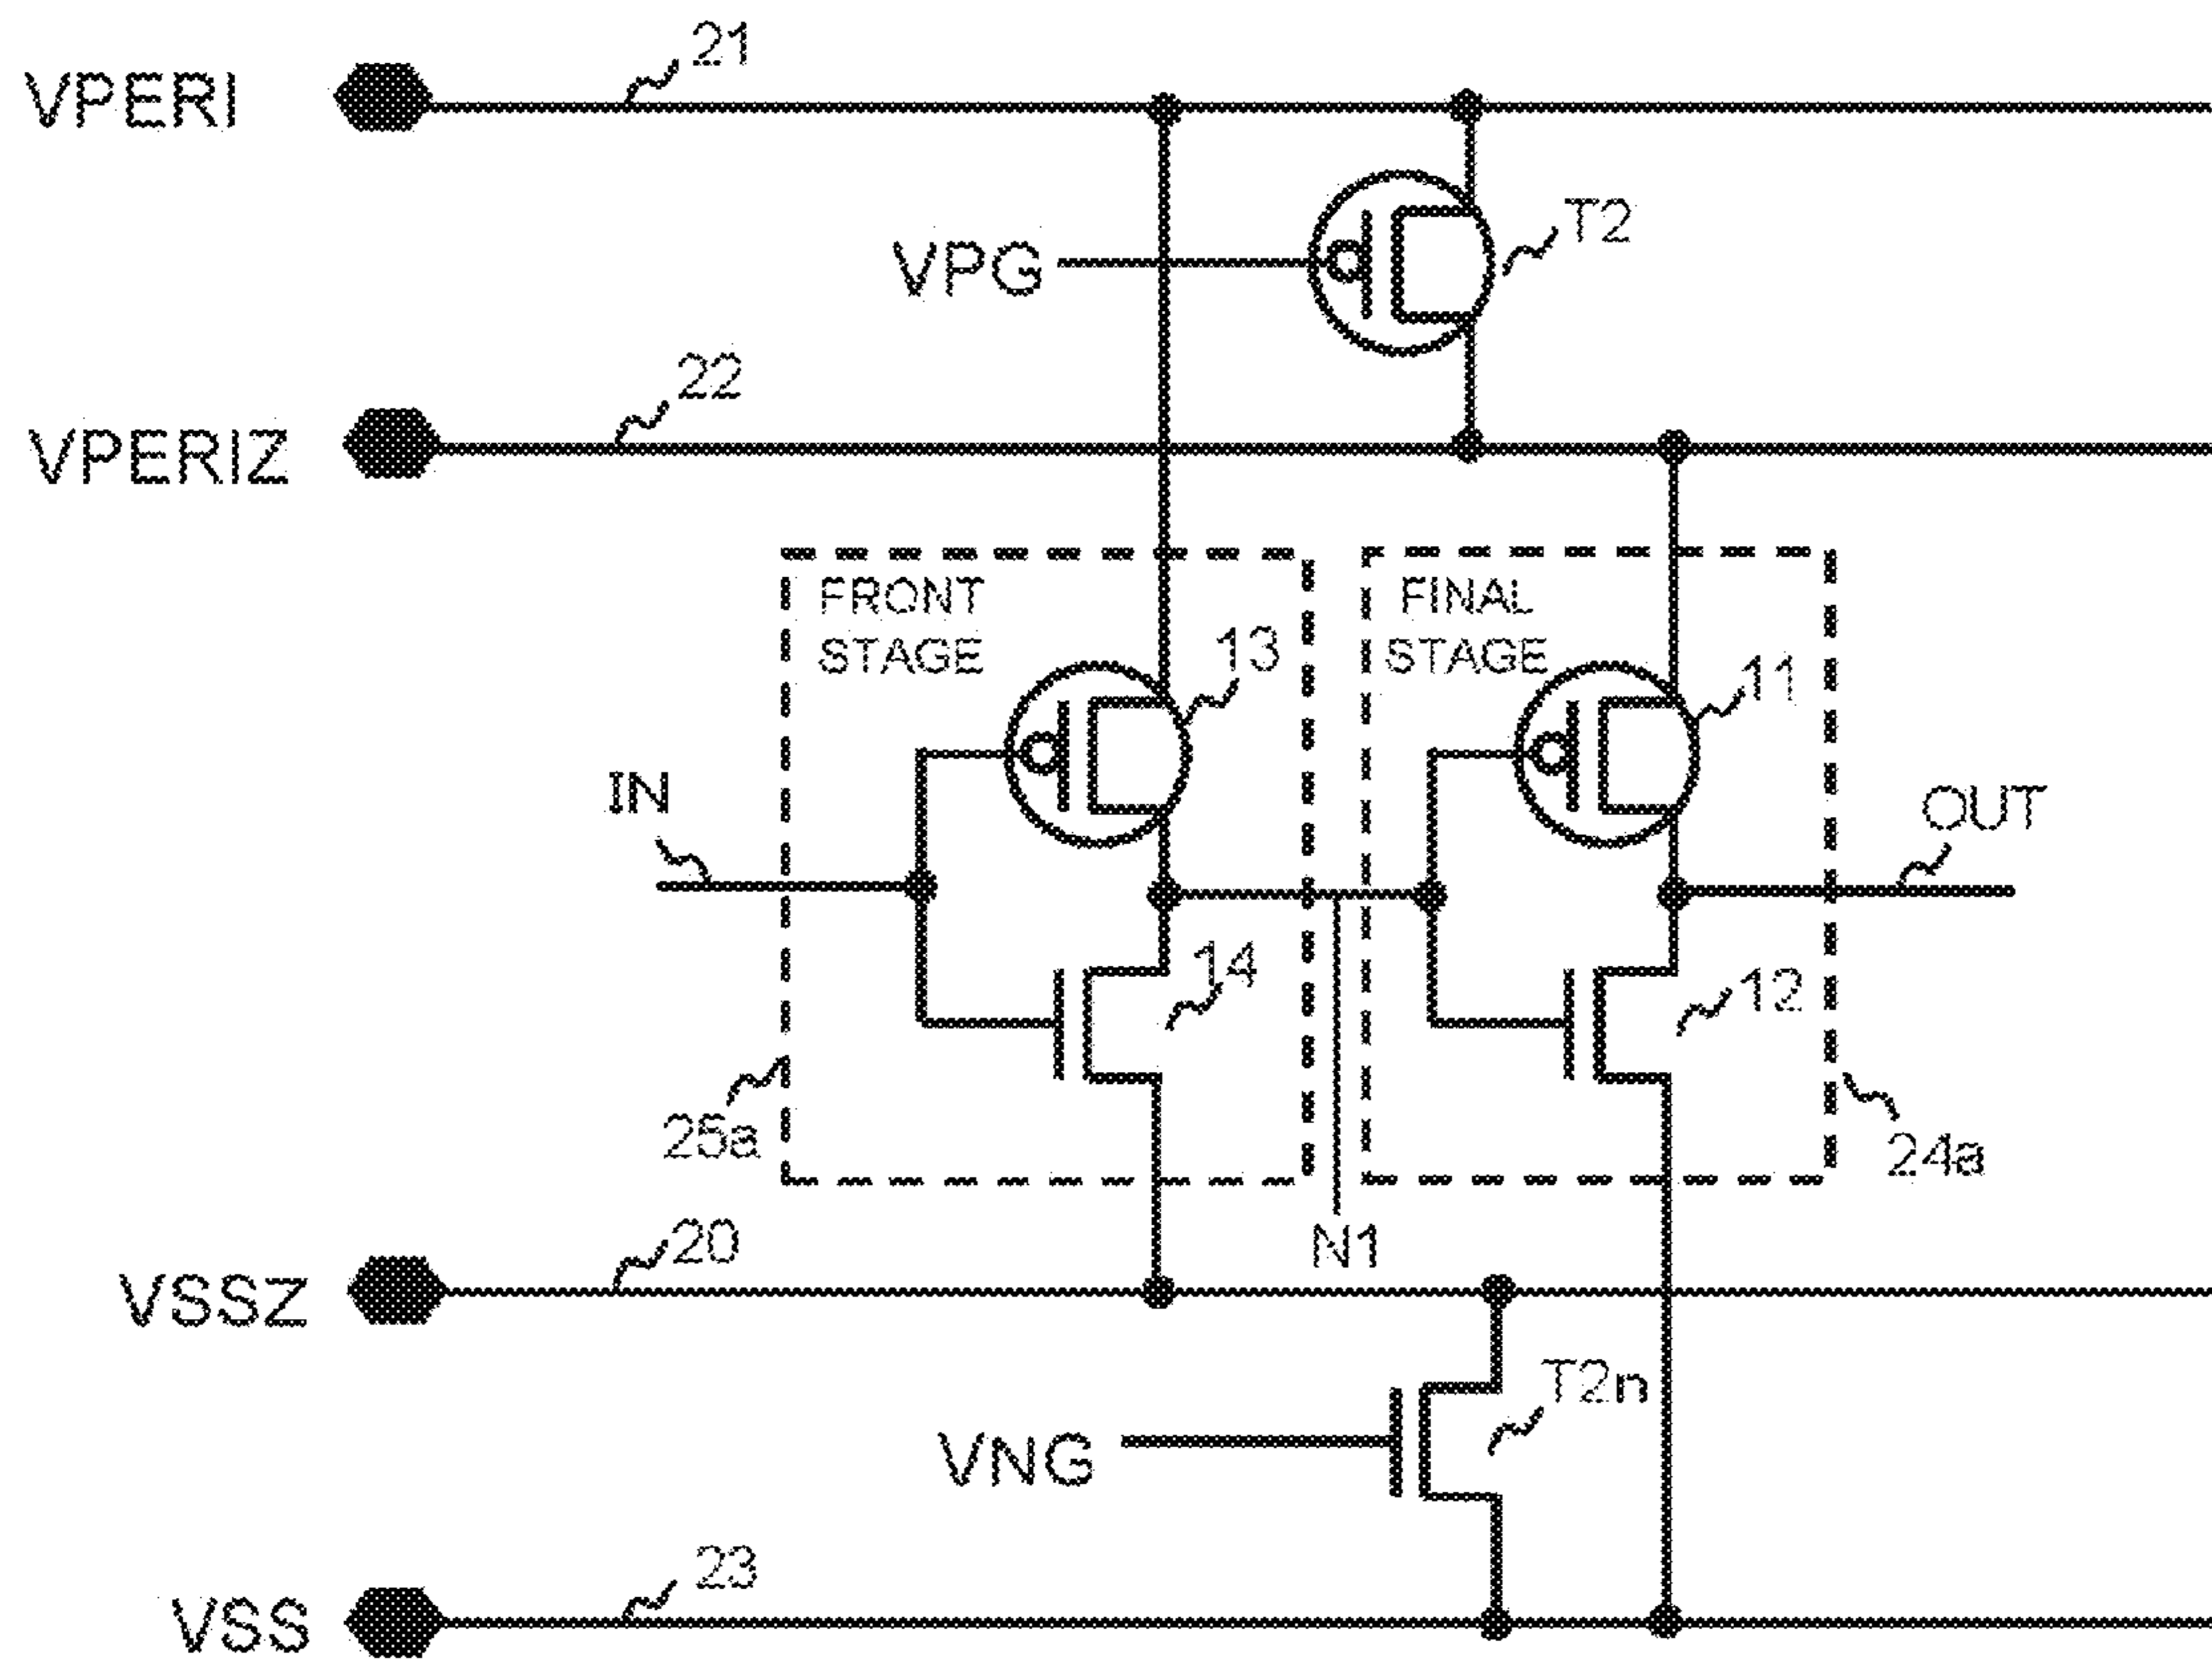 21
VPERI
T2
VPG
22
VPERIZ
FRONT
STAGE
FINAL
STAGE
13
11
IN
OUT
14
12
25a
24a
N1
20
VSSZ
T2n
VNG
23
VSS